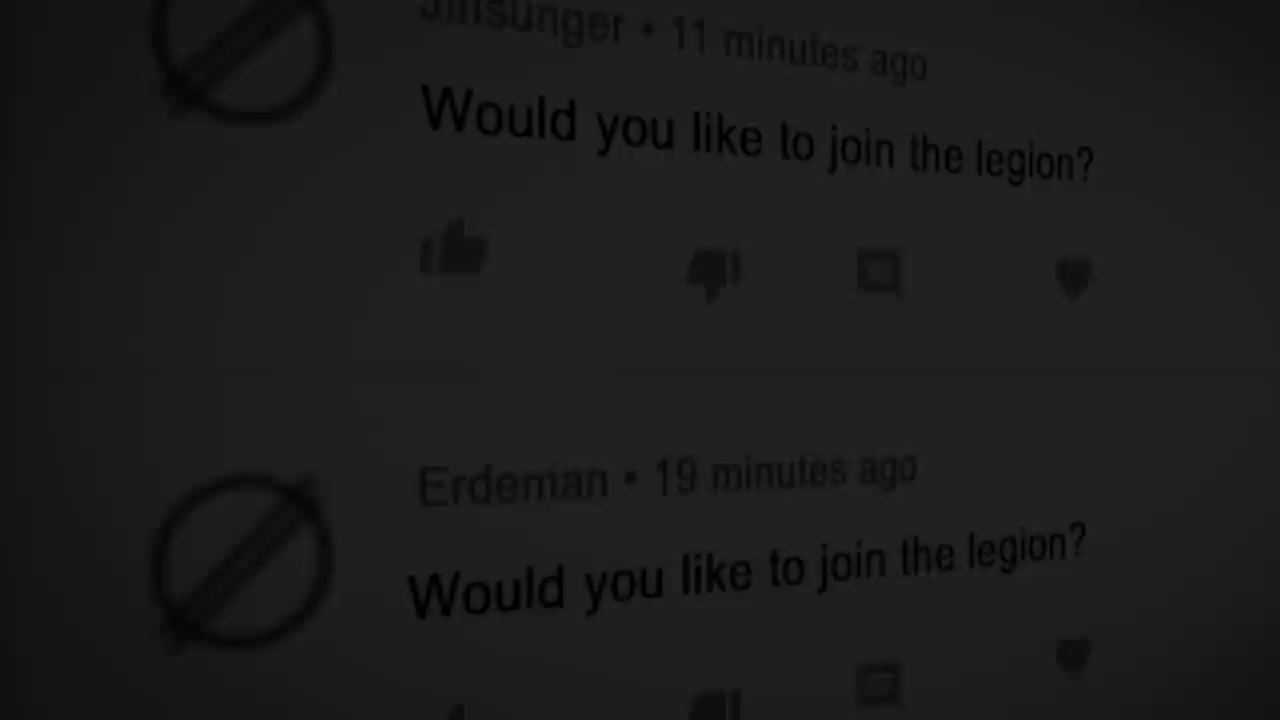 • 11 minutes ago
Would you like to join the legion?
Erdeman • 19 minutes ago
Would you like to join the legion?